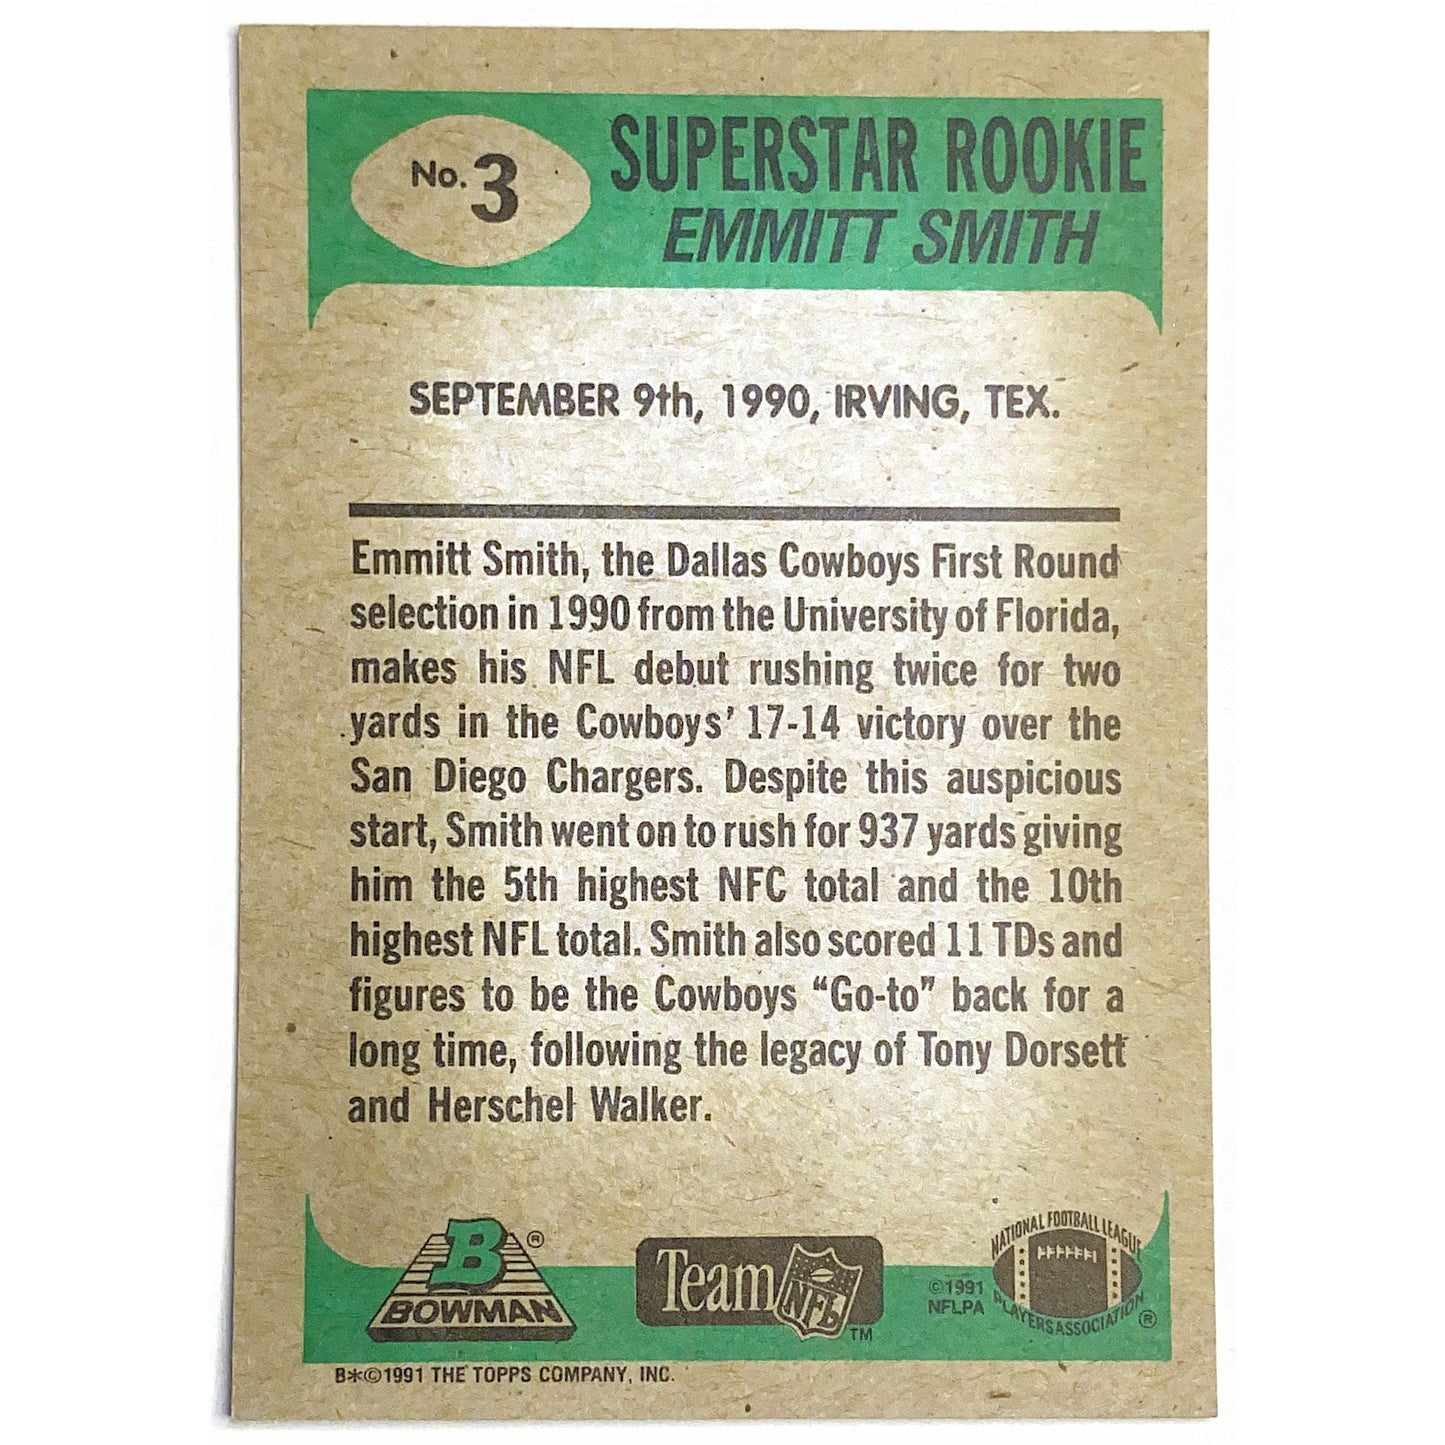 No. 3
SUPERSTAR ROOKIE
EMMITT SMITH
SEPTEMBER 9th, 1990, IRVING, TEX.
Emmitt Smith, the Dallas Cowboys First Round
selection in 1990 from the University of Florida,
makes his NFL debut rushing twice for two
yards in the Cowboys' 17-14 victory over the
San Diego Chargers. Despite this auspicious
start, Smith went on to rush for 937 yards giving
him the 5th highest NFC total and the 10th
highest NFL total. Smith also scored 11 TDs and
figures to be the Cowboys "Go-to" back for a
long time, following the legacy of Tony Dorsett
and Herschel Walker.
B ®
BOWMAN
Team NFL ™
©1991
NFLPA
NATIONAL FOOTBALL LEAGUE
PLAYERS ASSOCIATION ®
B*©1991 THE TOPPS COMPANY, INC.